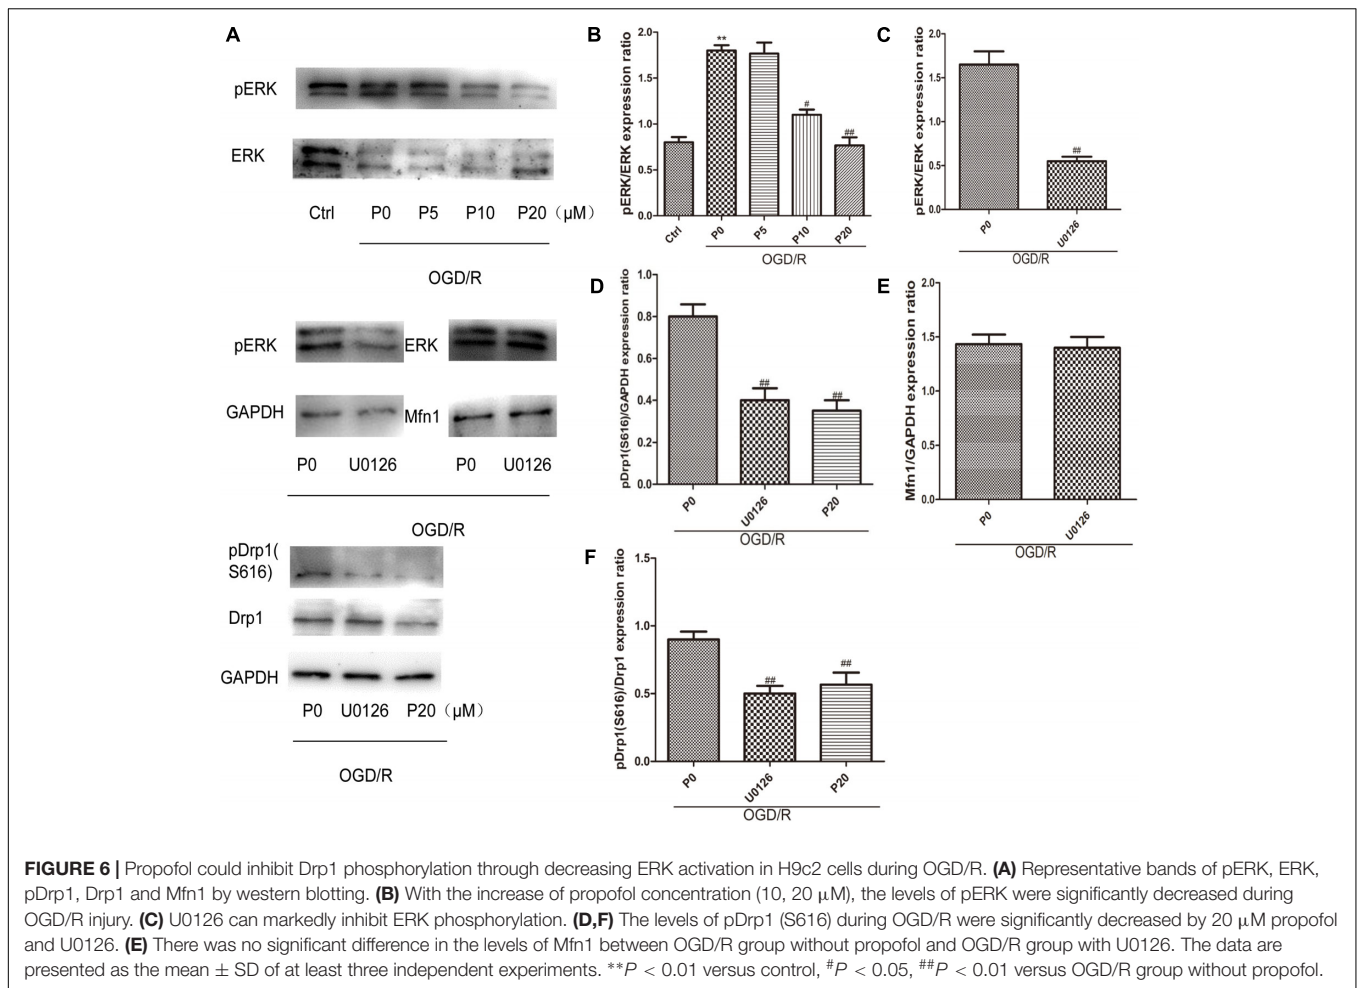 A
pERK
ERK
Ctrl P0 P5 P10 P20 (μM)
OGD/R
pERK ERK
GAPDH Mfn1
P0 U0126 P0 U0126
OGD/R
pDrp1(
S616)
Drp1
GAPDH
P0 U0126 P20 (μM)
OGD/R
B
pERK/ERK expression ratio
2.0
1.5
1.0
0.5
0.0
**
#
##
Ctrl P0 P5 P10 P20
OGD/R
C
pERK/ERK expression ratio
2.0
1.5
1.0
0.5
0.0
##
P0 U0126
OGD/R
D
pDrp1(S616)/GAPDH expression ratio
1.0
0.8
0.6
0.4
0.2
0.0
##
##
P0 U0126 P20
OGD/R
E
Mfn1/GAPDH expression ratio
2.0
1.5
1.0
0.5
0.0
P0 U0126
OGD/R
F
pDrp1(S616)/Drp1 expression ratio
1.5
1.0
0.5
0.0
##
##
P0 U0126 P20
OGD/R
FIGURE 6 | Propofol could inhibit Drp1 phosphorylation through decreasing ERK activation in H9c2 cells during OGD/R. (A) Representative bands of pERK, ERK,
pDrp1, Drp1 and Mfn1 by western blotting. (B) With the increase of propofol concentration (10, 20 μM), the levels of pERK were significantly decreased during
OGD/R injury. (C) U0126 can markedly inhibit ERK phosphorylation. (D,F) The levels of pDrp1 (S616) during OGD/R were significantly decreased by 20 μM propofol
and U0126. (E) There was no significant difference in the levels of Mfn1 between OGD/R group without propofol and OGD/R group with U0126. The data are
presented as the mean ± SD of at least three independent experiments. **P < 0.01 versus control, #P < 0.05, ##P < 0.01 versus OGD/R group without propofol.